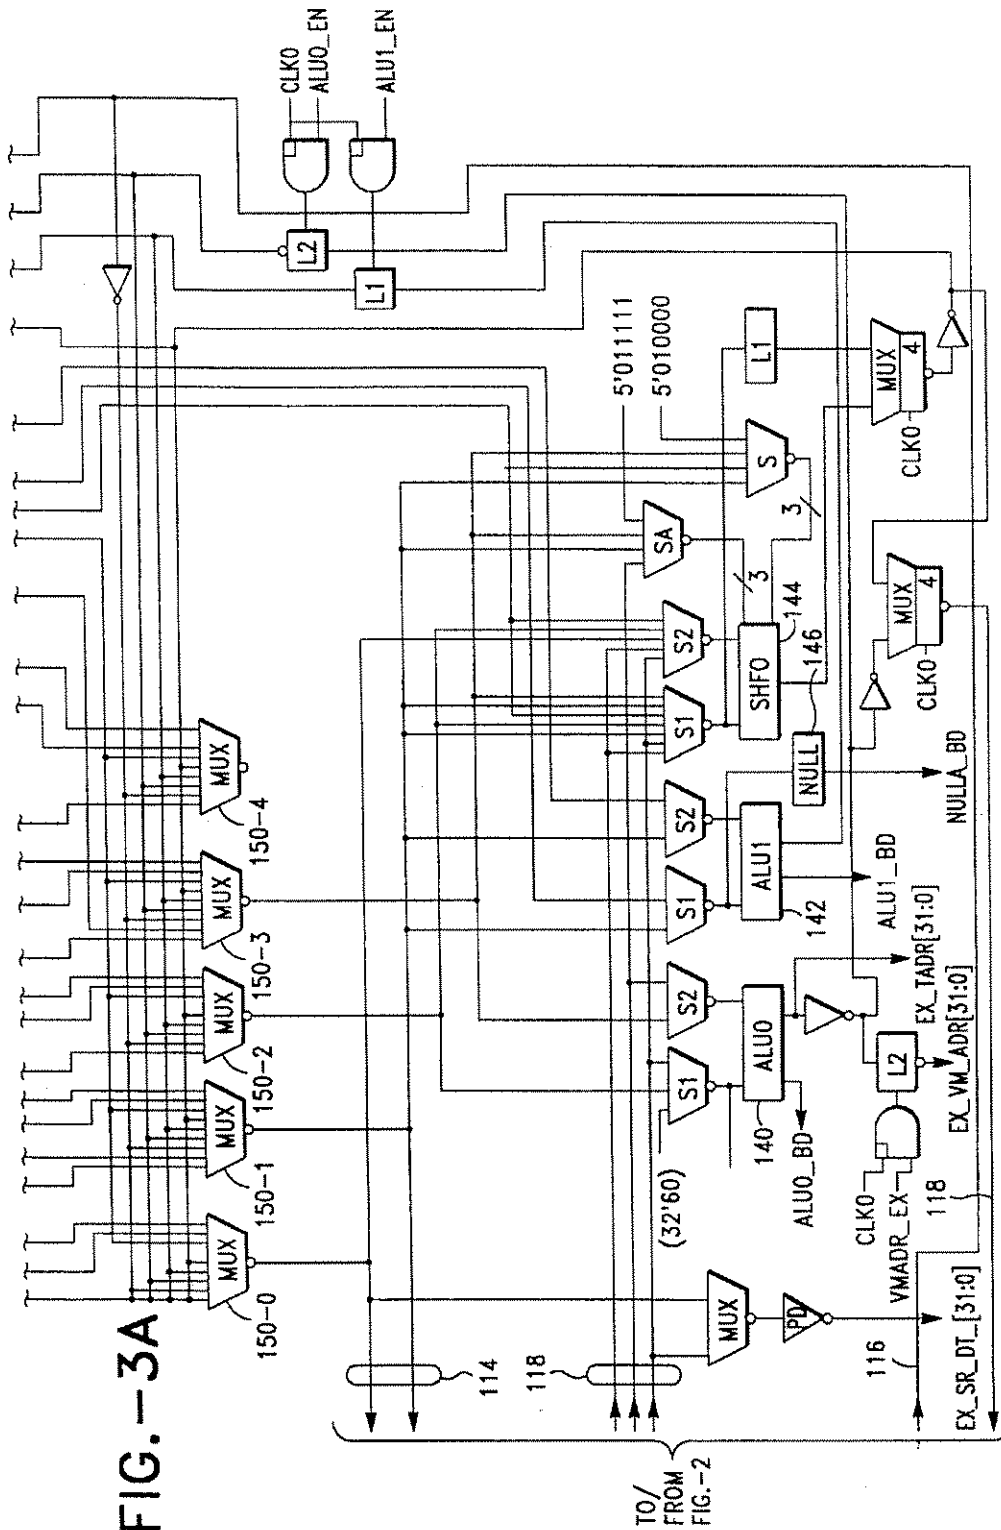 FIG.-3A
CLK0
ALU0_EN
ALU1_EN
L2
L1
MUX
150-0
MUX
150-1
MUX
150-2
MUX
150-3
MUX
150-4
5'011111
5'010000
L1
S
SA
3
3
114
118
TO/
FROM
FIG.-2
(32'60)
S1
S2
S1
S2
S1
S2
MUX
PD
ALU0
140
ALU0_BD
ALU1
142
ALU1_BD
NULL
146
NULLA_BD
SHF0
144
MUX
4
CLK0
MUX
4
CLK0
CLK0
VMADR_EX
L2
EX_TADR[31:0]
EX_VM_ADR[31:0]
118
116
EX_SR_DT_[31:0]